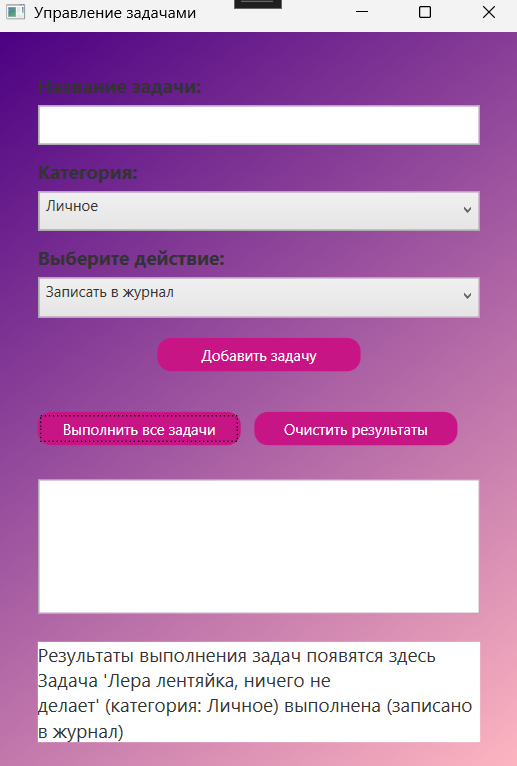 Управление задачами
Название задачи:
Категория:
Личное
Выберите действие:
Записать в журнал
Добавить задачу
Выполнить все задачи
Очистить результаты
Результаты выполнения задач появятся здесь
Задача 'Лера лентяйка, ничего не
делает' (категория: Личное) выполнена (записано
в журнал)